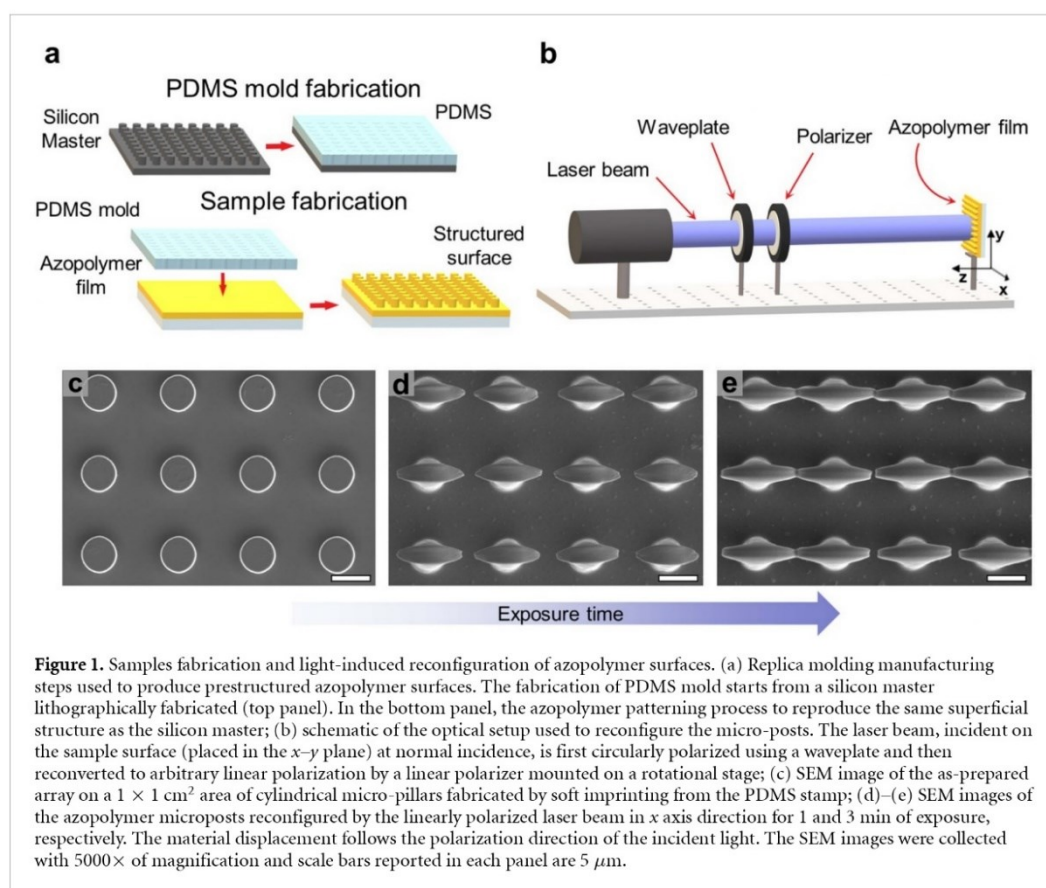 a
PDMS mold fabrication
Silicon
Master
PDMS
Sample fabrication
PDMS mold
Azopolymer
film
Structured
surface
b
Waveplate
Polarizer
Azopolymer film
Laser beam
y
z
x
c
d
e
Exposure time
Figure 1. Samples fabrication and light-induced reconfiguration of azopolymer surfaces. (a) Replica molding manufacturing
steps used to produce prestructured azopolymer surfaces. The fabrication of PDMS mold starts from a silicon master
lithographically fabricated (top panel). In the bottom panel, the azopolymer patterning process to reproduce the same superficial
structure as the silicon master; (b) schematic of the optical setup used to reconfigure the micro-posts. The laser beam, incident on
the sample surface (placed in the x–y plane) at normal incidence, is first circularly polarized using a waveplate and then
reconverted to arbitrary linear polarization by a linear polarizer mounted on a rotational stage; (c) SEM image of the as-prepared
array on a 1 × 1 cm² area of cylindrical micro-pillars fabricated by soft imprinting from the PDMS stamp; (d)–(e) SEM images of
the azopolymer microposts reconfigured by the linearly polarized laser beam in x axis direction for 1 and 3 min of exposure,
respectively. The material displacement follows the polarization direction of the incident light. The SEM images were collected
with 5000× of magnification and scale bars reported in each panel are 5 μm.